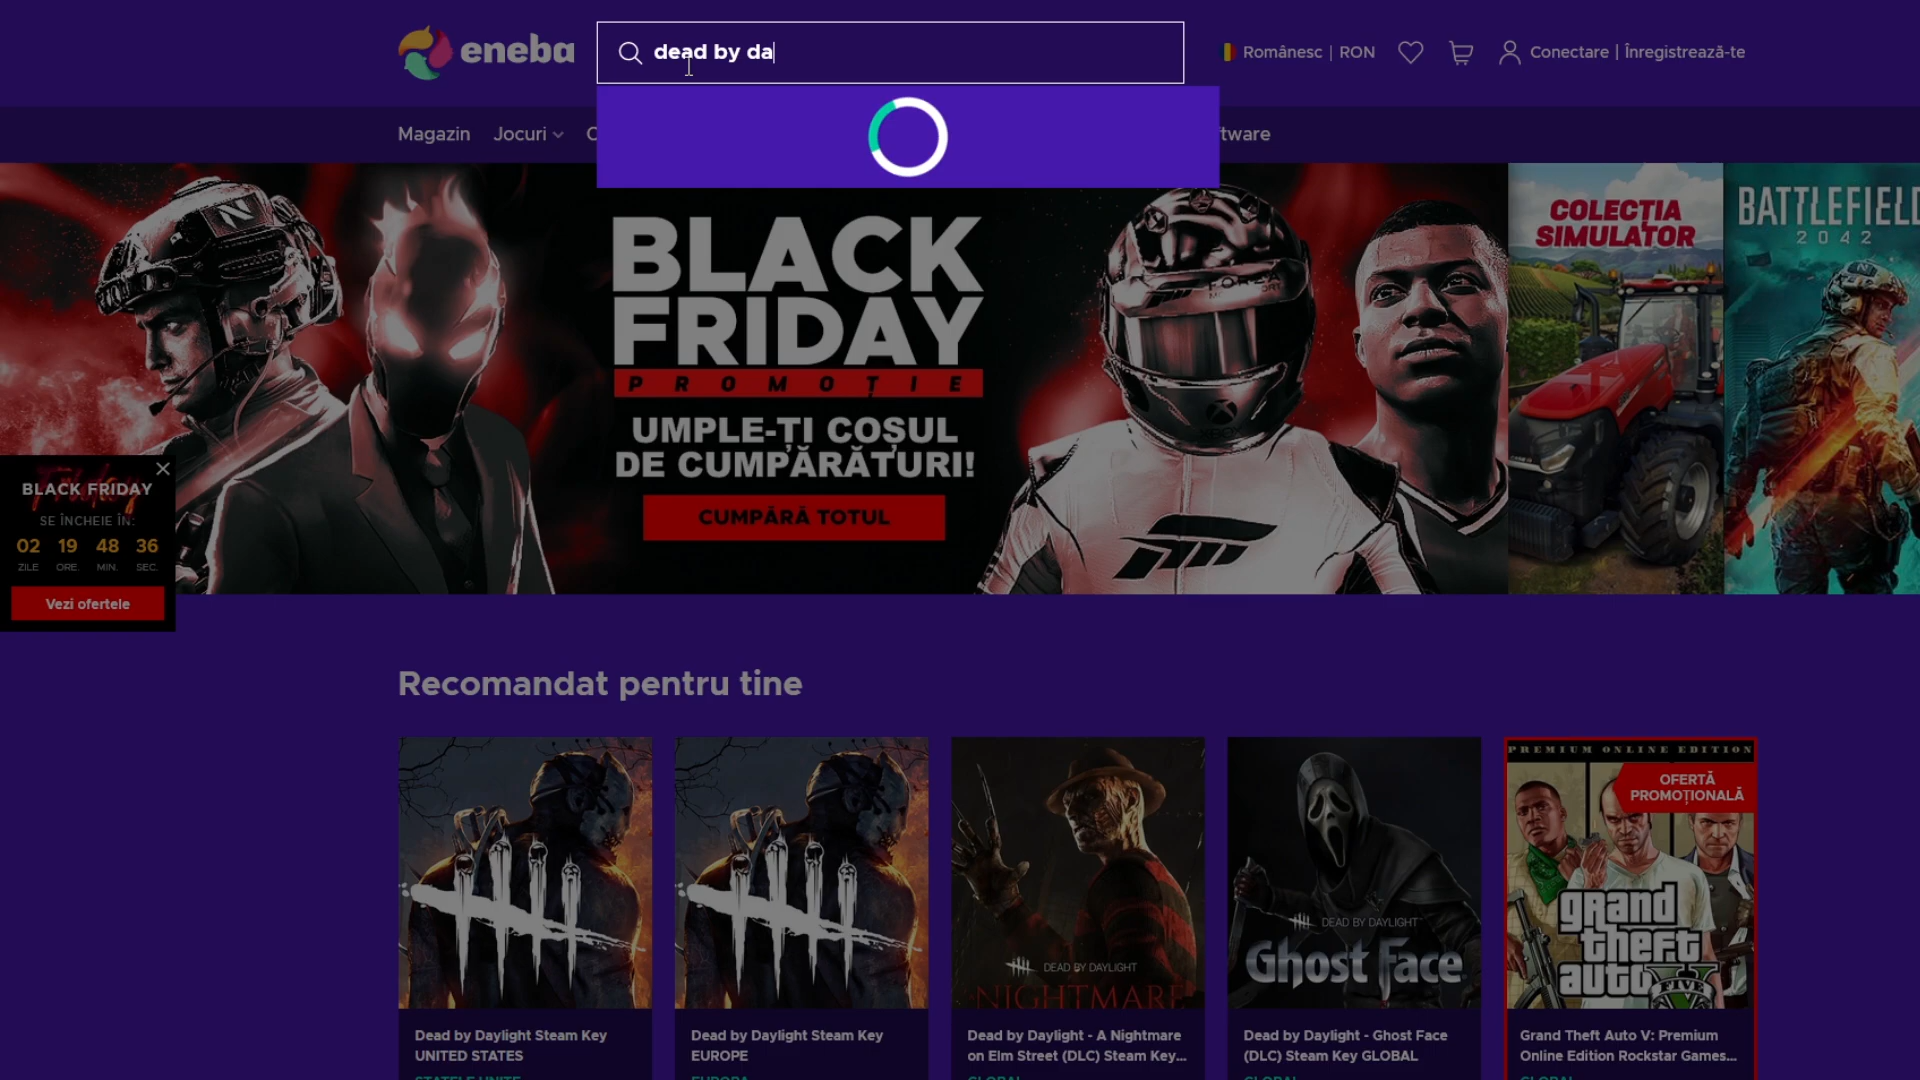 eneba
dead by da
Românesc | RON
Conectare | Înregistrează-te
Magazin
Jocuri
BLACK
FRIDAY
PROMOȚIE
UMPLE-ȚI COȘUL
DE CUMPĂRĂTURI!
CUMPĂRĂ TOTUL
COLECȚIA
SIMULATOR
BATTLEFIELD
2042
BLACK FRIDAY
SE ÎNCHEIE ÎN:
02 19 48 36
ZILE ORE. MIN. SEC.
Vezi ofertele
Recomandat pentru tine
DEAD BY DAYLIGHT
NIGHTMARE
DEAD BY DAYLIGHT
Ghost Face
PREMIUM ONLINE EDITION
OFERTĂ
PROMOȚIONALĂ
grand
theft
auto
FIVE
Dead by Daylight Steam Key
UNITED STATES
Dead by Daylight Steam Key
EUROPE
Dead by Daylight - A Nightmare
on Elm Street (DLC) Steam Key...
Dead by Daylight - Ghost Face
(DLC) Steam Key GLOBAL
Grand Theft Auto V: Premium
Online Edition Rockstar Games...